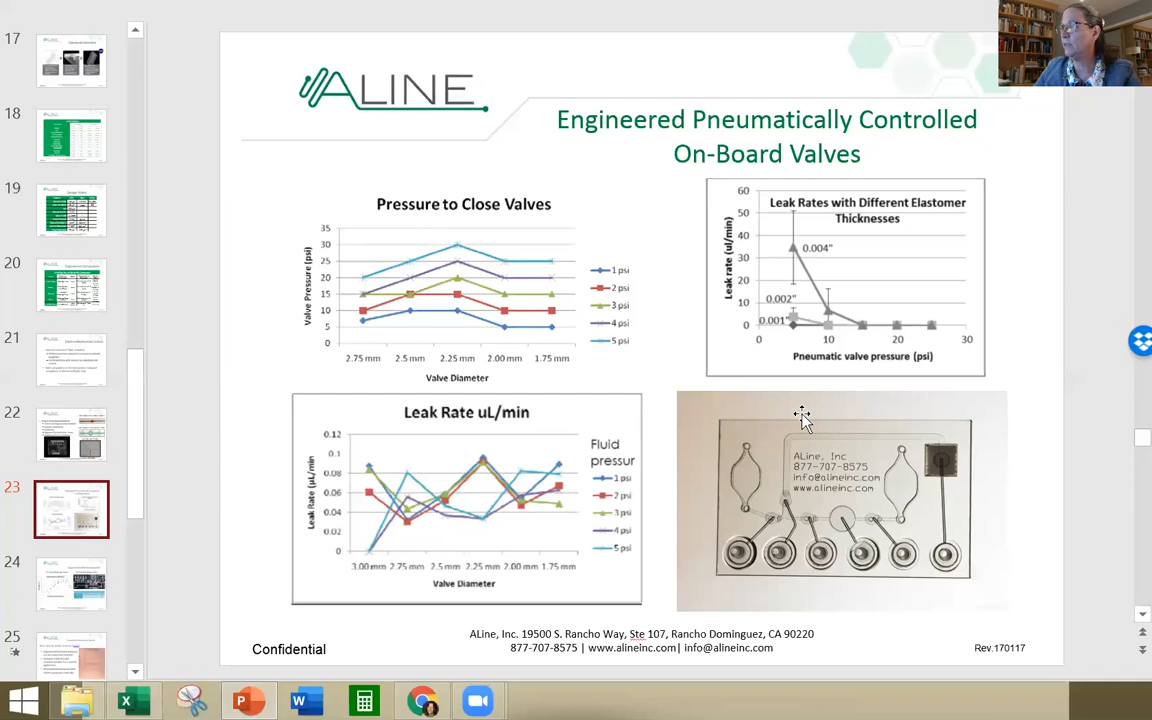 17
18
19
20
21
22
23
24
25
ALINE
Engineered Pneumatically Controlled
On-Board Valves
Pressure to Close Valves
Valve Pressure (psi)
35
30
25
20
15
10
5
0
2.75 mm 2.5 mm 2.25 mm 2.00 mm 1.75 mm
Valve Diameter
1 psi
2 psi
3 psi
4 psi
5 psi
Leak Rates with Different Elastomer
Thicknesses
Leak rate (ul/min)
60
50
40
30
20
10
0
0.004"
0.002"
0.001"
0 10 20 30
Pneumatic valve pressure (psi)
Leak Rate uL/min
Leak Rate (µL/min)
0.12
0.1
0.08
0.06
0.04
0.02
0
3.00 mm 2.75 mm 2.5 mm 2.25 mm 2.00 mm 1.75 mm
Valve Diameter
Fluid
pressur
1 psi
2 psi
3 psi
4 psi
5 psi
ALine, Inc
877-707-8575
info@alineinc.com
www.alineinc.com
ALine, Inc. 19500 S. Rancho Way, Ste 107, Rancho Dominguez, CA 90220
877-707-8575 | www.alineinc.com| info@alineinc.com
Confidential
Rev.170117